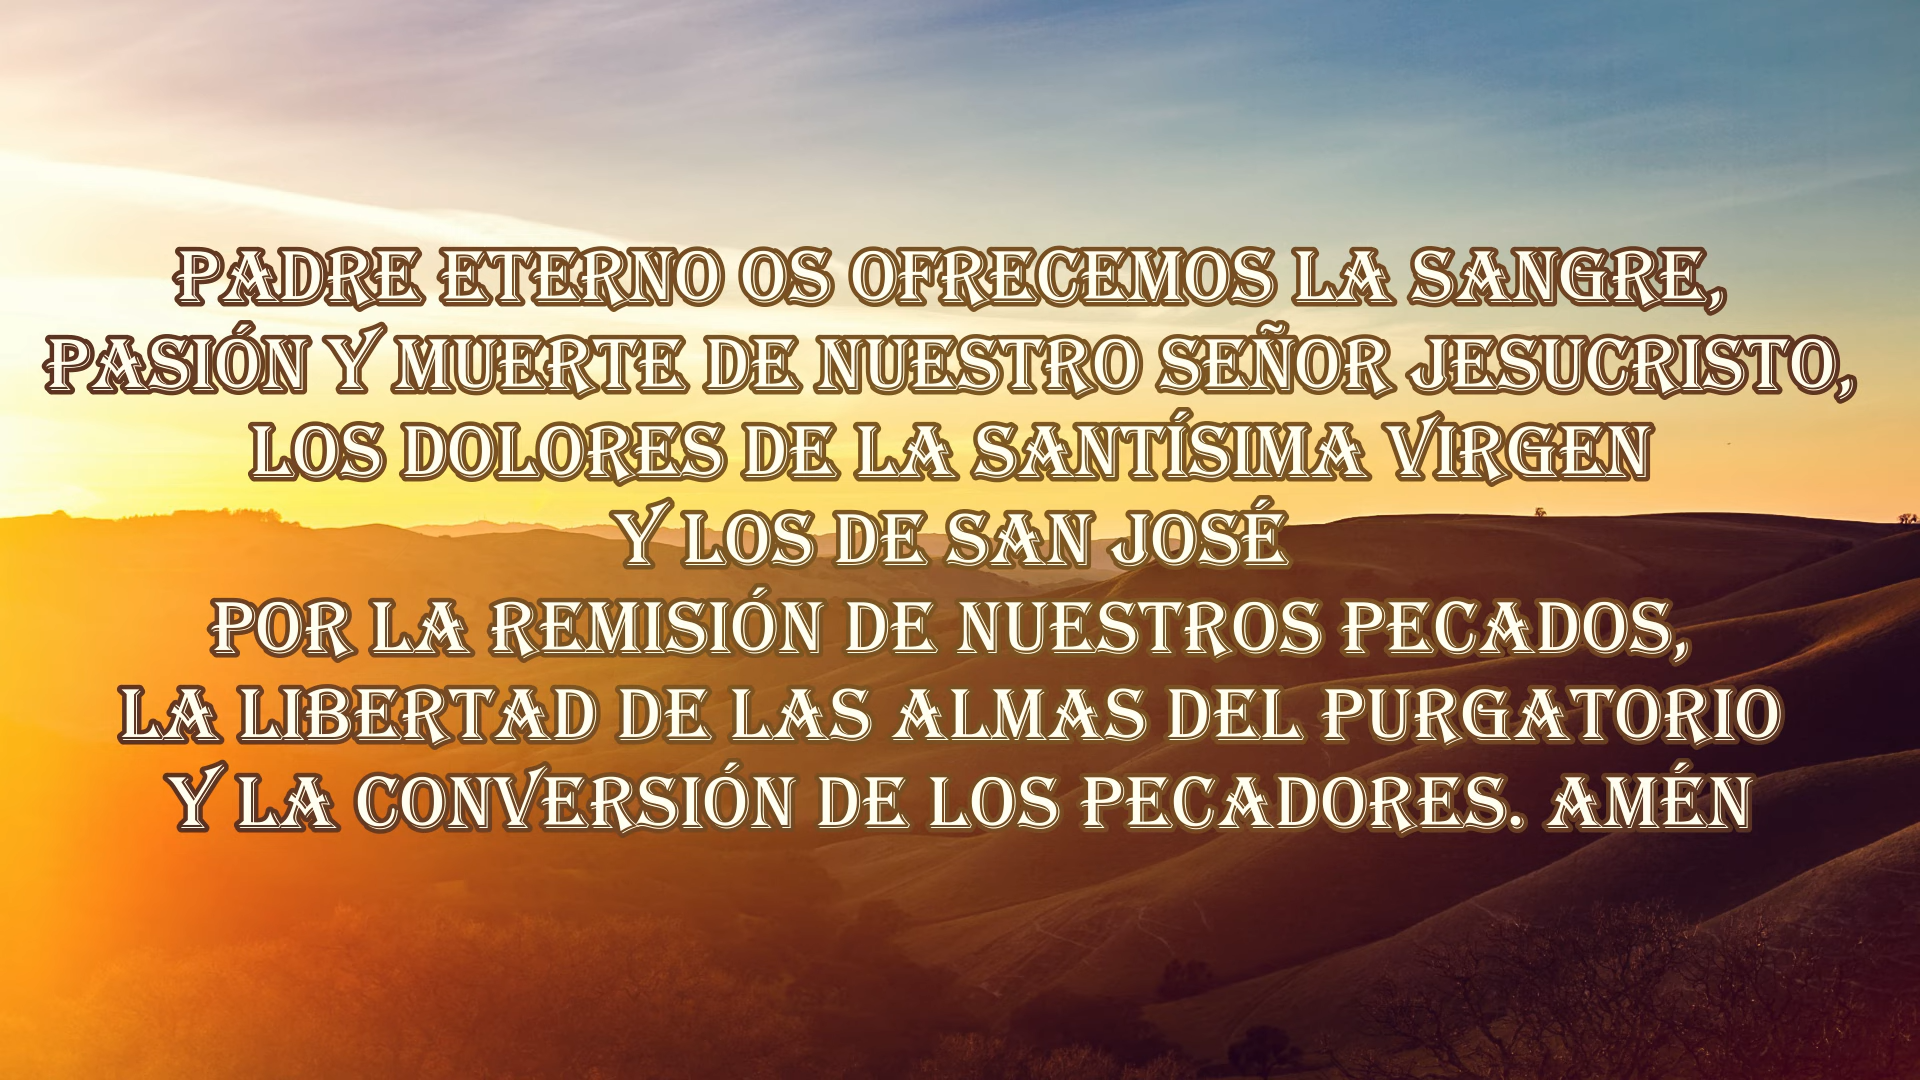 PADRE ETERNO OS OFRECEMOS LA SANGRE,
PASIÓN Y MUERTE DE NUESTRO SEÑOR JESUCRISTO,
LOS DOLORES DE LA SANTÍSIMA VIRGEN
Y LOS DE SAN JOSÉ
POR LA REMISIÓN DE NUESTROS PECADOS,
LA LIBERTAD DE LAS ALMAS DEL PURGATORIO
Y LA CONVERSIÓN DE LOS PECADORES. AMÉN